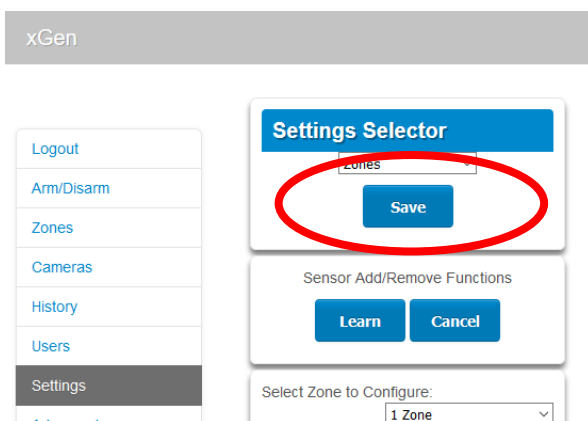 xGen
Logout
Arm/Disarm
Zones
Cameras
History
Users
Settings
Settings Selector
Zones
Save
Sensor Add/Remove Functions
Learn Cancel
Select Zone to Configure:
1 Zone